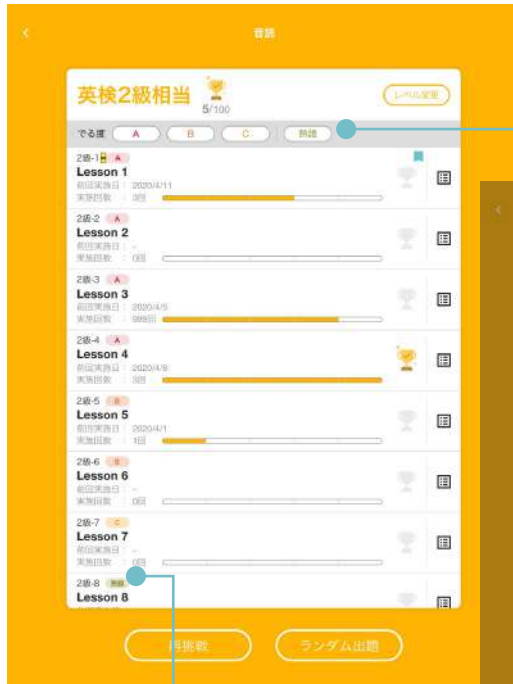 音読
英検2級相当
5/100
レベル変更
でる度 A B C 熟語
2級-1 A
Lesson 1
前回実施日： 2020/4/11
実施回数 ： 3回
2級-2 A
Lesson 2
前回実施日： -
実施回数 ： 0回
2級-3 A
Lesson 3
前回実施日： 2020/4/5
実施回数 ： 999回
2級-4 A
Lesson 4
前回実施日： 2020/4/8
実施回数 ： 3回
2級-5 B
Lesson 5
前回実施日： 2020/4/1
実施回数 ： 1回
2級-6 B
Lesson 6
前回実施日： -
実施回数 ： 0回
2級-7 C
Lesson 7
前回実施日： -
実施回数 ： 0回
2級-8 熟語
Lesson 8
再挑戦 ランダム出題